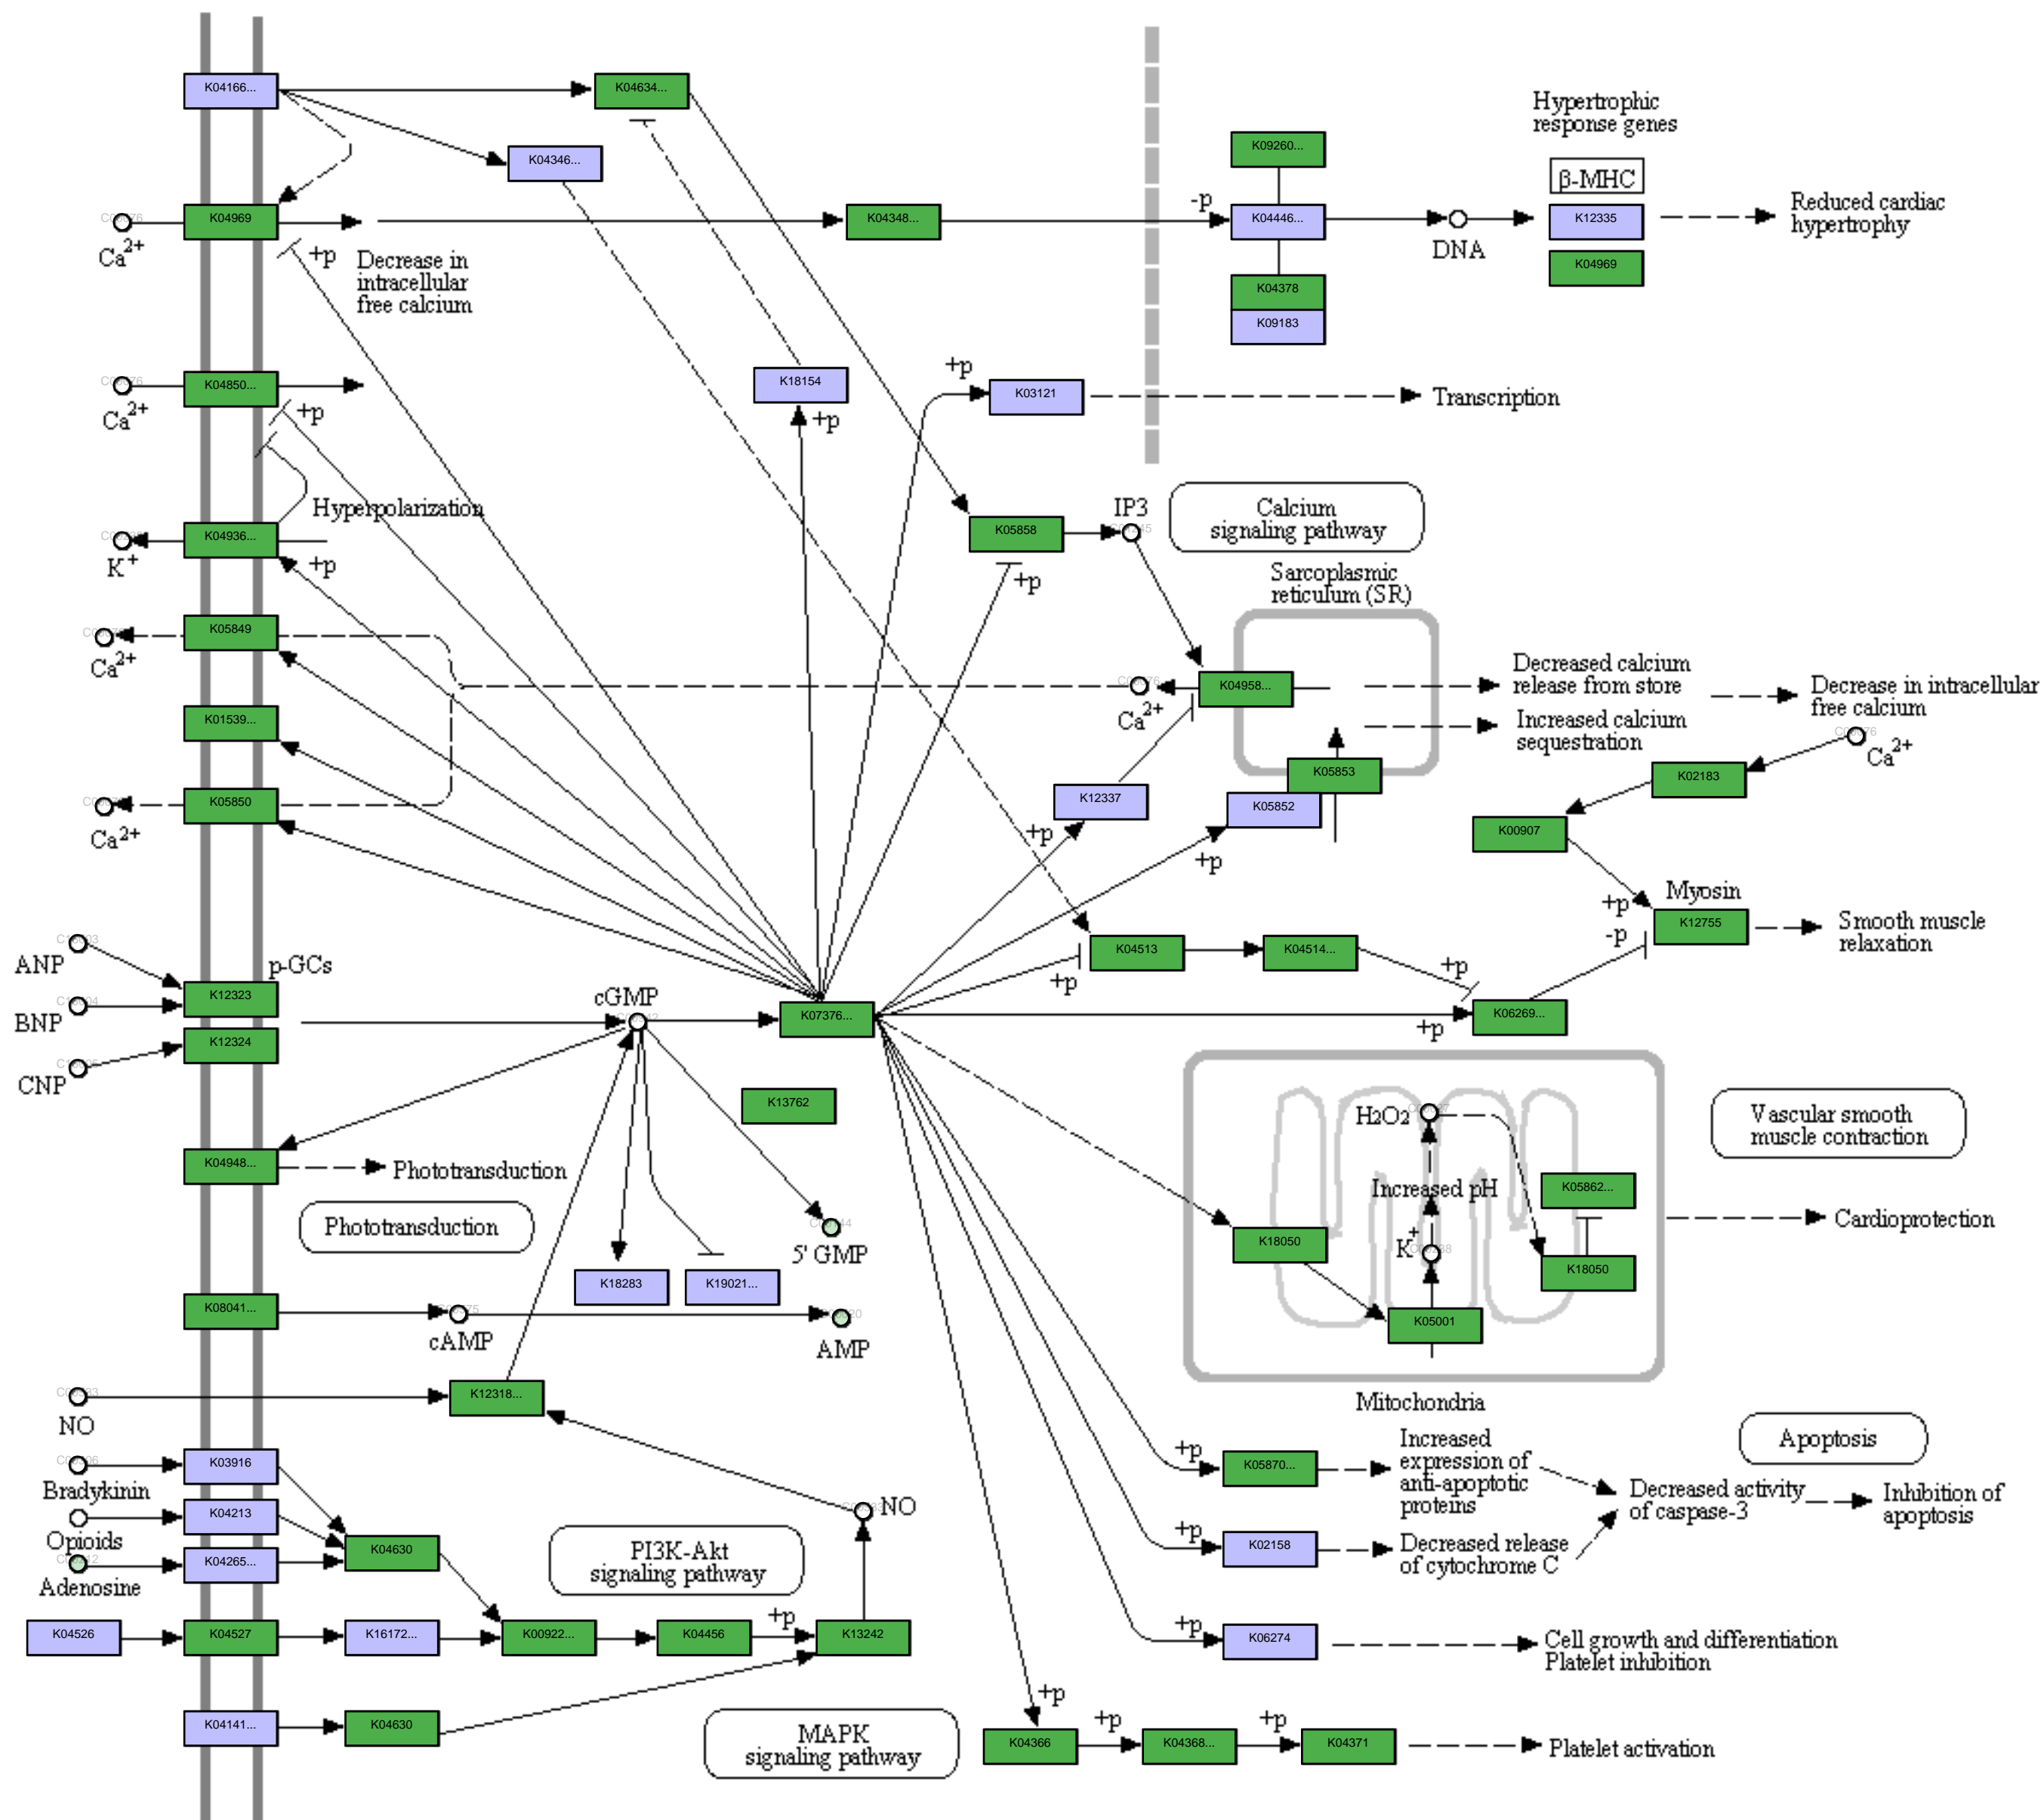 K04166...
K04634...
Hypertrophic
response genes
K09260...
K04346...
β-MHC
Ca2+
K04969
+p
Decrease in
intracellular
free calcium
K04348...
-p
K04446...
DNA
K12335
K04969
Reduced cardiac
hypertrophy
K04378
K09183
Ca2+
K04850...
+p
K18154
+p
+p
K03121
Transcription
Hyperpolarization
K+
K04936...
+p
K05858
+p
IP3
Calcium
signaling pathway
Sarcoplasmic
reticulum (SR)
Ca2+
K05849
K01539...
Ca2+
K05850
Ca2+
K04958...
Decreased calcium
release from store
Increased calcium
sequestration
Decrease in intracellular
free calcium
Ca2+
K05853
K05852
+p
K12337
+p
K02183
K00907
Myosin
+p
-p
K12755
Smooth muscle
relaxation
K04513
+p
K04514...
+p
K06269...
+p
ANP
BNP
CNP
p-GCs
K12323
K12324
cGMP
K07376...
K13762
K04948...
Phototransduction
Phototransduction
5' GMP
K18283
K19021...
K08041...
cAMP
AMP
H2O2
Increased pH
K+
K05862...
K18050
K18050
K05001
Mitochondria
Vascular smooth
muscle contraction
Cardioprotection
NO
K12318...
Bradykinin
K03916
Opioids
K04213
Adenosine
K04265...
K04630
NO
PI3K-Akt
signaling pathway
K04526
K04527
K16172...
K00922...
K04456
+p
K13242
K04141...
K04630
MAPK
signaling pathway
+p
K05870...
Increased
expression of
anti-apoptotic
proteins
+p
K02158
Decreased release
of cytochrome C
Decreased activity
of caspase-3
Apoptosis
Inhibition of
apoptosis
+p
K06274
Cell growth and differentiation
Platelet inhibition
+p
K04366
+p
K04368...
+p
K04371
Platelet activation